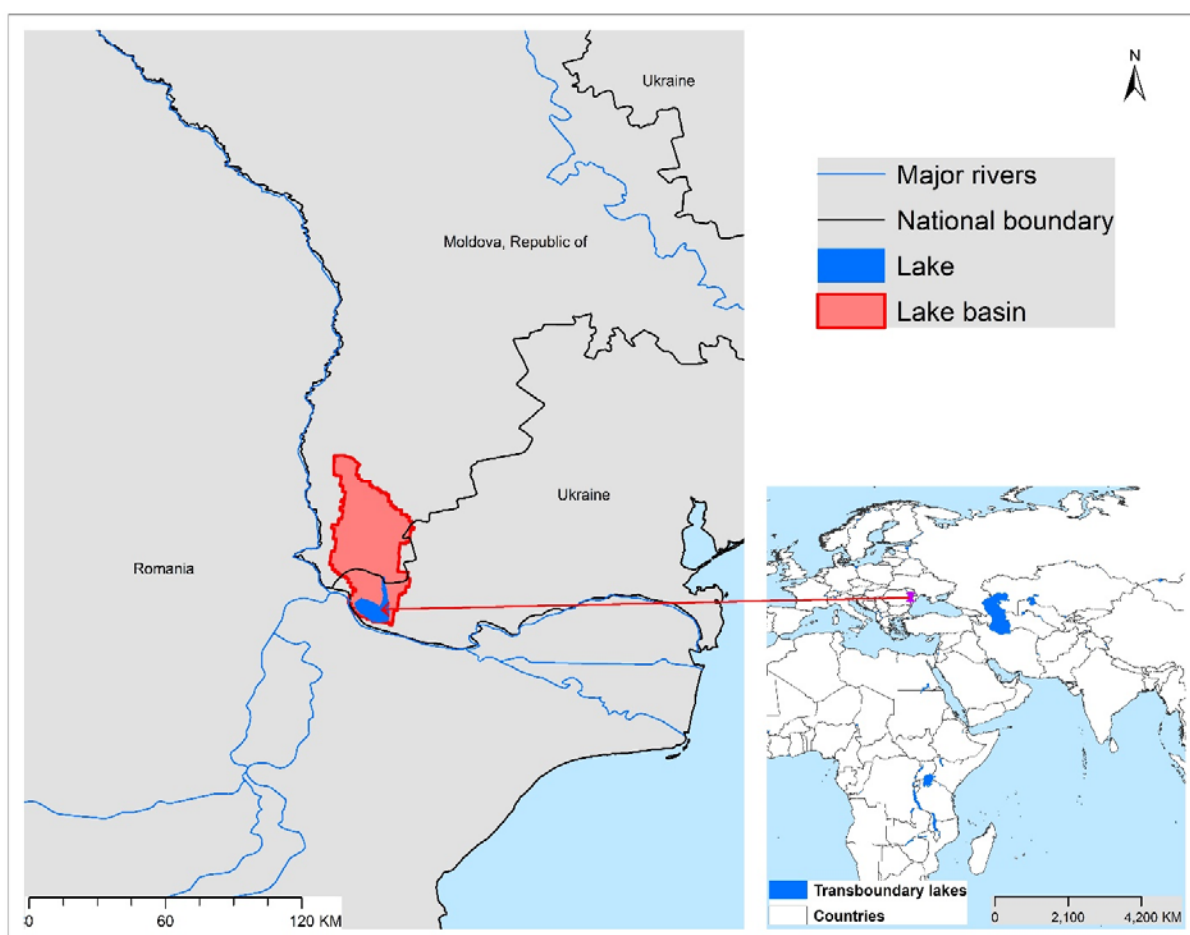 Ukraine
N
Major rivers
National boundary
Lake
Lake basin
Moldova, Republic of
Ukraine
Romania
0 60 120 KM
Transboundary lakes
Countries
0 2,100 4,200 KM